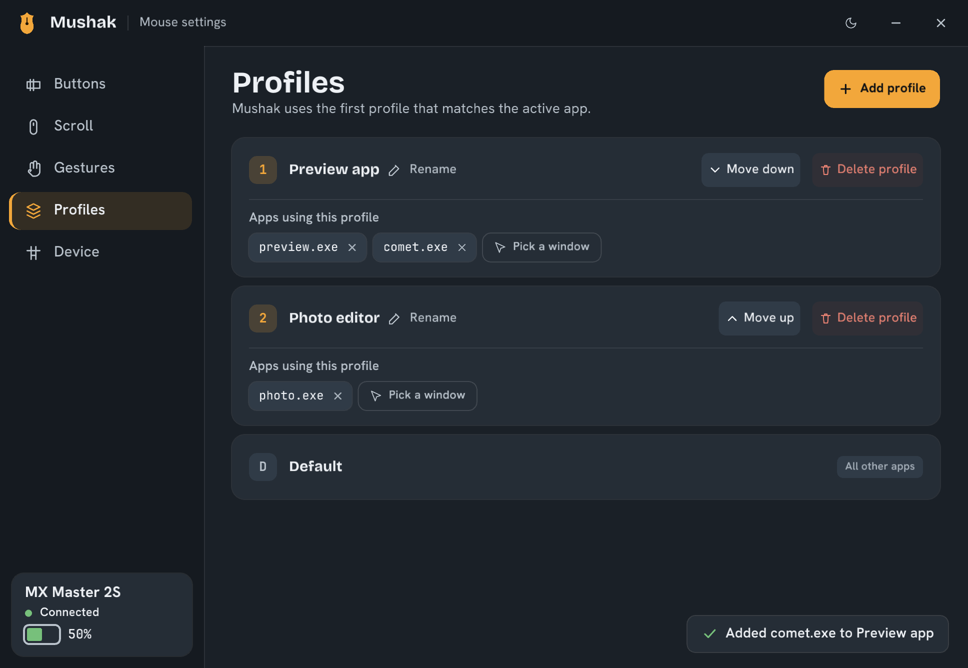 Mushak | Mouse settings
Buttons
Scroll
Gestures
Profiles
Device
MX Master 2S
Connected
50%
Profiles
Mushak uses the first profile that matches the active app.
Add profile
1 Preview app Rename Move down Delete profile
Apps using this profile
preview.exe comet.exe Pick a window
2 Photo editor Rename Move up Delete profile
Apps using this profile
photo.exe Pick a window
D Default All other apps
Added comet.exe to Preview app